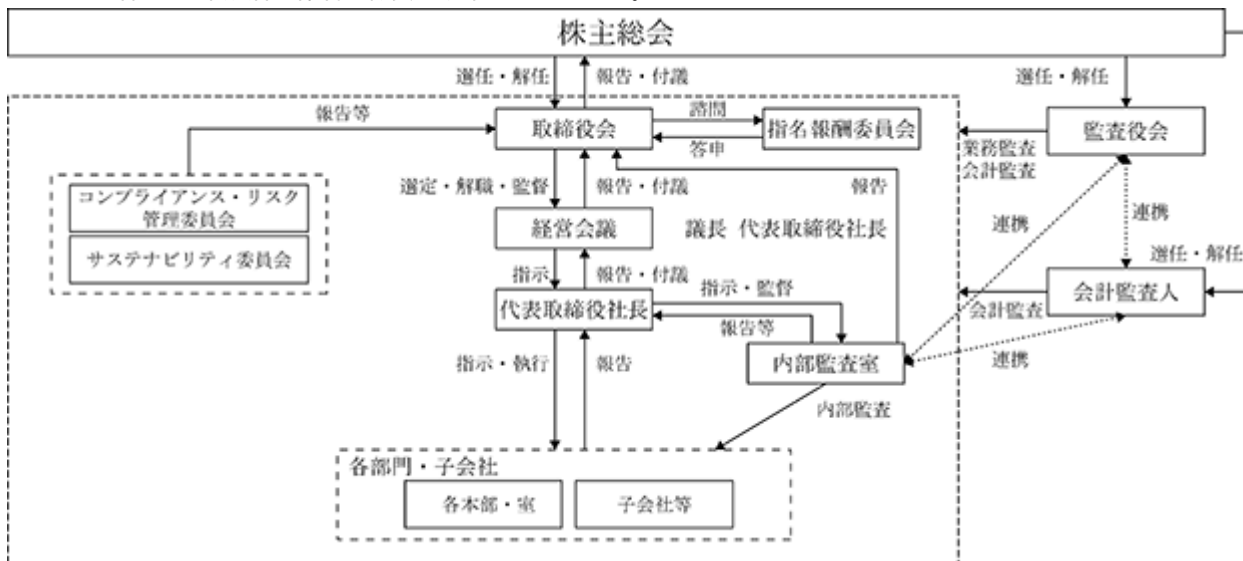 株主総会
選任・解任
報告・付議
選任・解任
報告等
取締役会
諮問
答申
指名報酬委員会
監査役会
業務監査
会計監査
コンプライアンス・リスク
管理委員会
サステナビリティ委員会
選定・解職・監督
報告・付議
報告
経営会議
議長 代表取締役社長
連携
連携
選任・解任
指示
報告・付議
代表取締役社長
指示・監督
報告等
会計監査人
会計監査
指示・執行
報告
内部監査室
連携
内部監査
各部門・子会社
各本部・室
子会社等